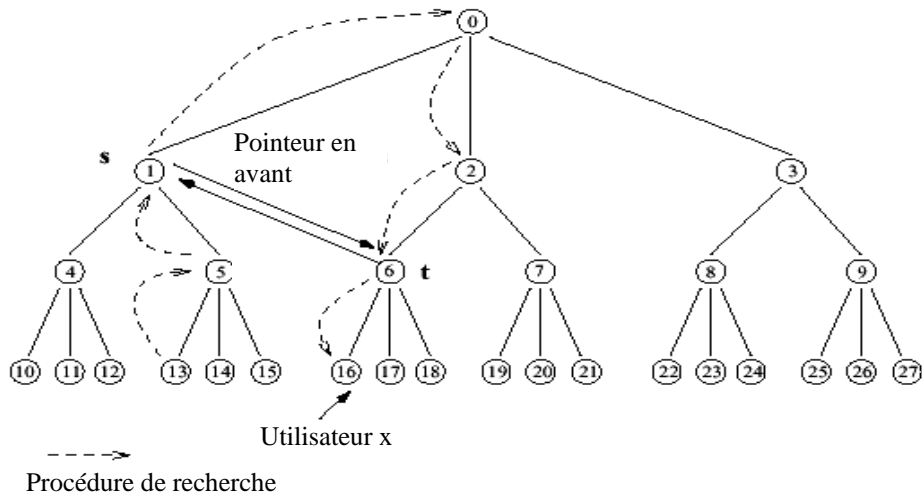 0
Pointeur en
avant
s
1 2 3
4 5 6 t 7 8 9
10 11 12 13 14 15 16 17 18 19 20 21 22 23 24 25 26 27
Utilisateur x
Procédure de recherche